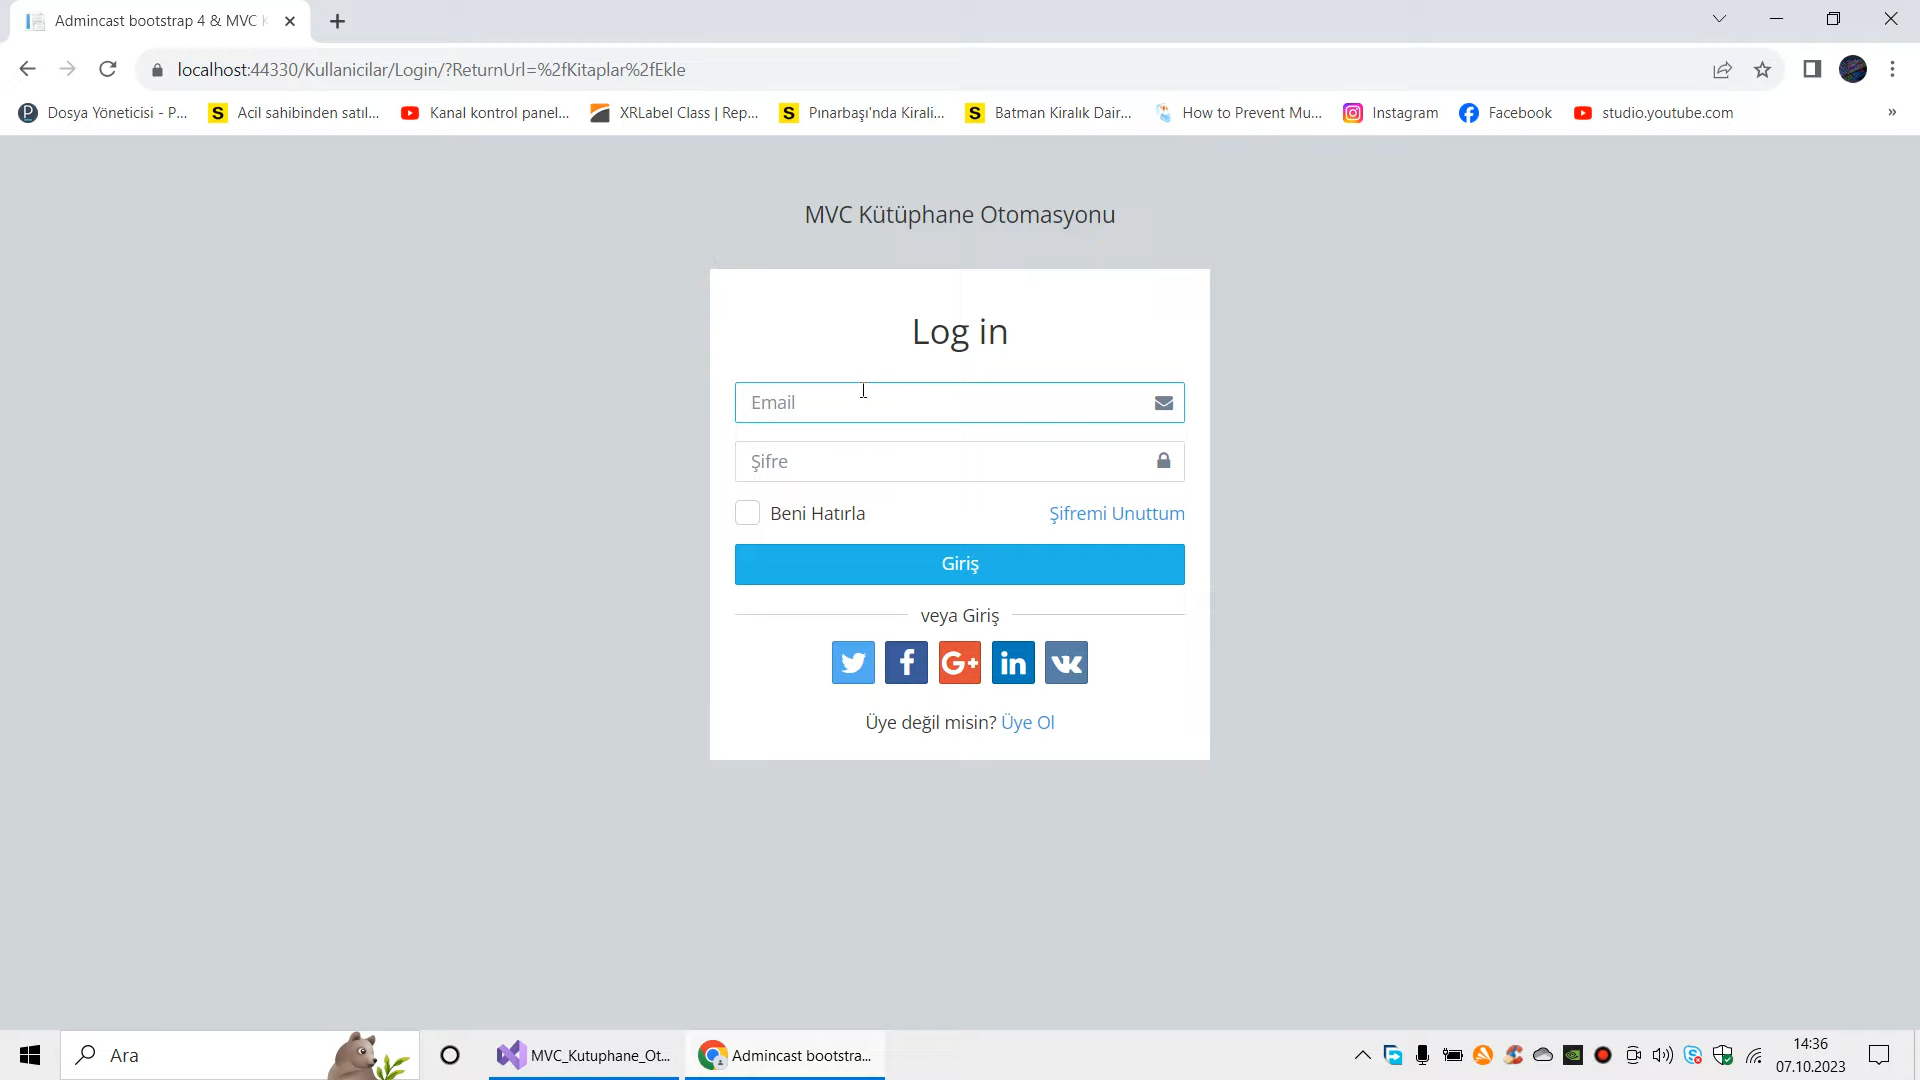 Admincast bootstrap 4 & MVC K
localhost:44330/Kullanicilar/Login/?ReturnUrl=%2fKitaplar%2fEkle
Dosya Yöneticisi - P... Acil sahibinden satıl... Kanal kontrol panel... XRLabel Class | Rep... Pınarbaşı'nda Kirali... Batman Kiralık Dair... How to Prevent Mu... Instagram Facebook studio.youtube.com »
MVC Kütüphane Otomasyonu
Log in
Email
Şifre
Beni Hatırla Şifremi Unuttum
Giriş
veya Giriş
Üye değil misin? Üye Ol
Ara MVC_Kutuphane_Ot... Admincast bootstra... 14:36
07.10.2023